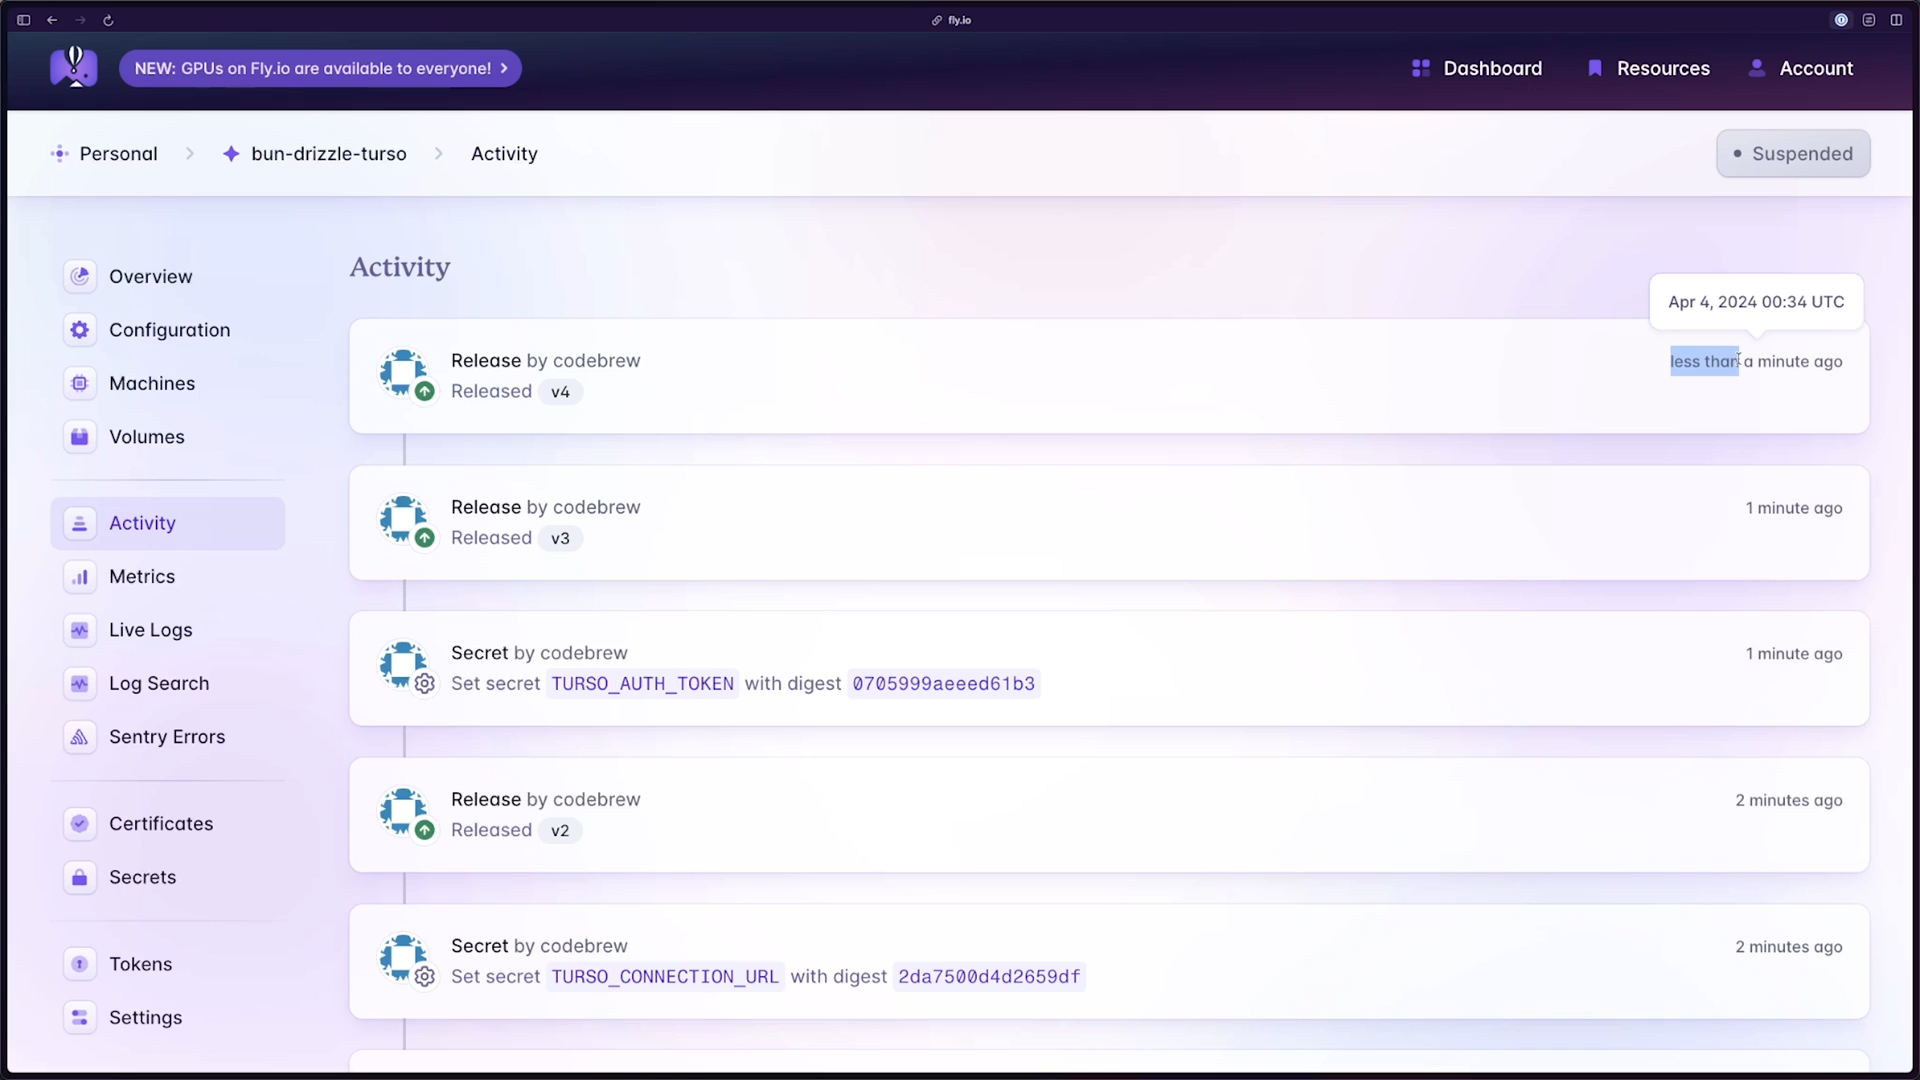 fly.io
NEW: GPUs on Fly.io are available to everyone!
Dashboard
Resources
Account
Personal
bun-drizzle-turso
Activity
Suspended
Overview
Configuration
Machines
Volumes
Activity
Metrics
Live Logs
Log Search
Sentry Errors
Certificates
Secrets
Tokens
Settings
Activity
Apr 4, 2024 00:34 UTC
Release by codebrew
less than a minute ago
Released v4
Release by codebrew
1 minute ago
Released v3
Secret by codebrew
1 minute ago
Set secret TURSO_AUTH_TOKEN with digest 0705999aeeed61b3
Release by codebrew
2 minutes ago
Released v2
Secret by codebrew
2 minutes ago
Set secret TURSO_CONNECTION_URL with digest 2da7500d4d2659df